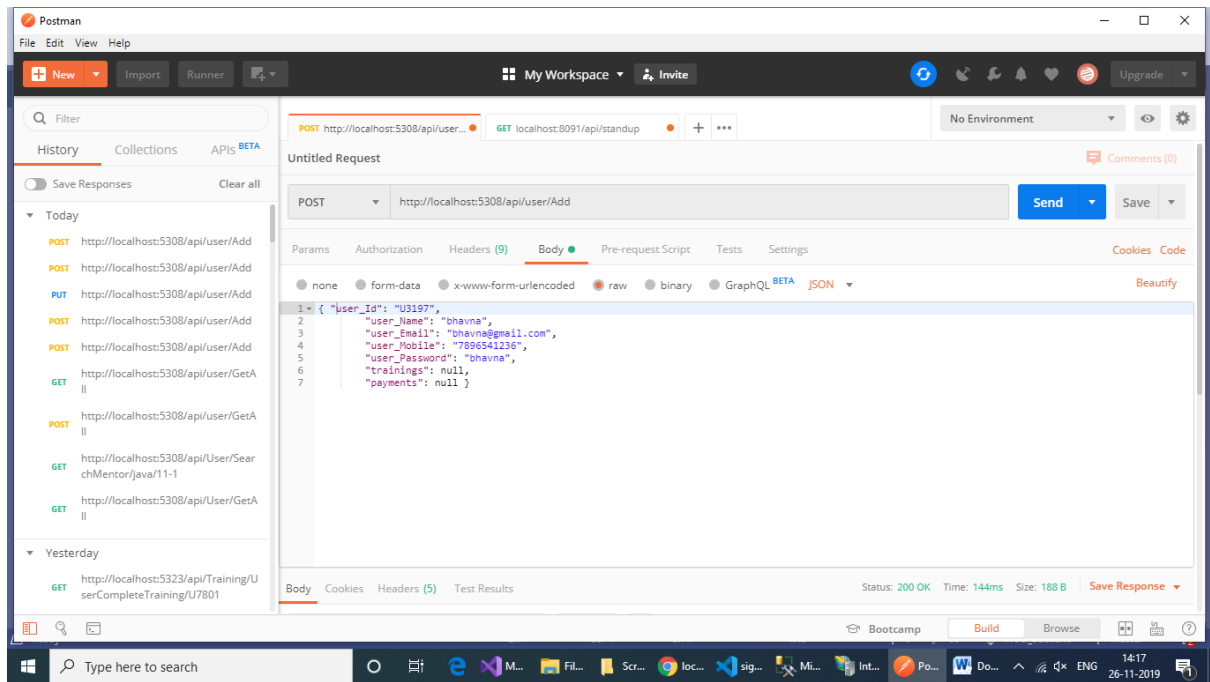 Postman
File Edit View Help
New Import Runner My Workspace Invite Upgrade
Filter
History Collections APIs BETA
Save Responses Clear all
Today
POST http://localhost:5308/api/user/Add
POST http://localhost:5308/api/user/Add
PUT http://localhost:5308/api/user/Add
POST http://localhost:5308/api/user/Add
POST http://localhost:5308/api/user/Add
GET http://localhost:5308/api/user/GetA
ll
POST http://localhost:5308/api/user/GetA
ll
GET http://localhost:5308/api/User/Sear
chMentor/java/11-1
GET http://localhost:5308/api/User/GetA
ll
Yesterday
GET http://localhost:5323/api/Training/U
serCompleteTraining/U7801
POST http://localhost:5308/api/user... GET localhost:8091/api/standup + ••• No Environment
Untitled Request Comments (0)
POST http://localhost:5308/api/user/Add Send Save
Params Authorization Headers (9) Body Pre-request Script Tests Settings Cookies Code
none form-data x-www-form-urlencoded raw binary GraphQL BETA JSON Beautify
1 { "user_Id": "U3197",
2 "user_Name": "bhavna",
3 "user_Email": "bhavna@gmail.com",
4 "user_Mobile": "7896541236",
5 "user_Password": "bhavna",
6 "trainings": null,
7 "payments": null }
Body Cookies Headers (5) Test Results Status: 200 OK Time: 144ms Size: 188 B Save Response
Bootcamp Build Browse
Type here to search M... Fil... Scr... loc... sig... Mi... Int... Po... Do... ENG 14:17
26-11-2019